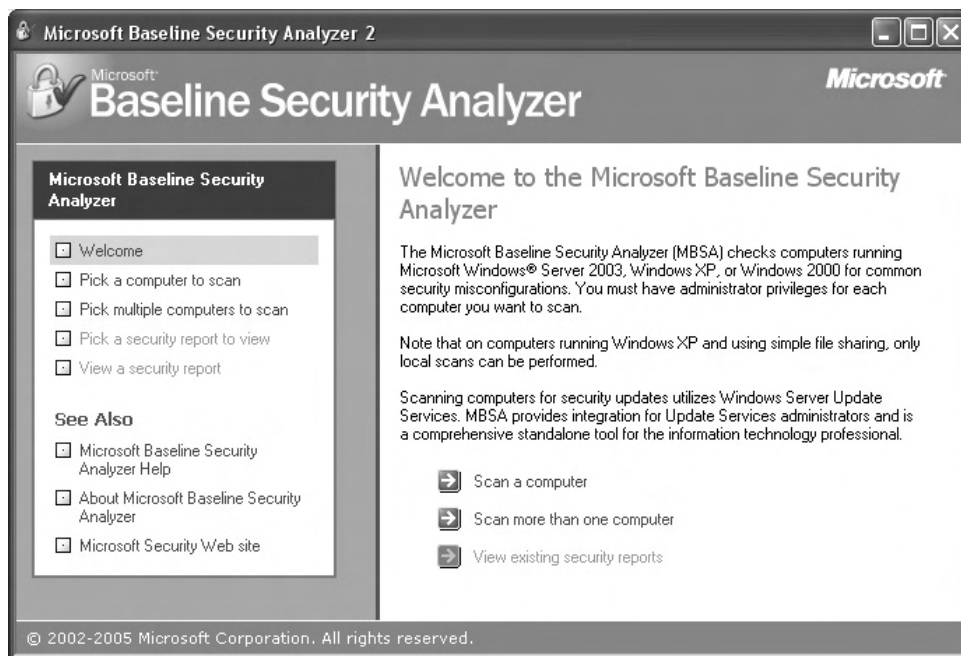 Microsoft Baseline Security Analyzer 2
Microsoft
Baseline Security Analyzer
Microsoft
Microsoft Baseline Security
Analyzer
Welcome
Pick a computer to scan
Pick multiple computers to scan
Pick a security report to view
View a security report
See Also
Microsoft Baseline Security
Analyzer Help
About Microsoft Baseline Security
Analyzer
Microsoft Security Web site
Welcome to the Microsoft Baseline Security
Analyzer
The Microsoft Baseline Security Analyzer (MBSA) checks computers running
Microsoft Windows® Server 2003, Windows XP, or Windows 2000 for common
security misconfigurations. You must have administrator privileges for each
computer you want to scan.
Note that on computers running Windows XP and using simple file sharing, only
local scans can be performed.
Scanning computers for security updates utilizes Windows Server Update
Services. MBSA provides integration for Update Services administrators and is
a comprehensive standalone tool for the information technology professional.
Scan a computer
Scan more than one computer
View existing security reports
© 2002-2005 Microsoft Corporation. All rights reserved.